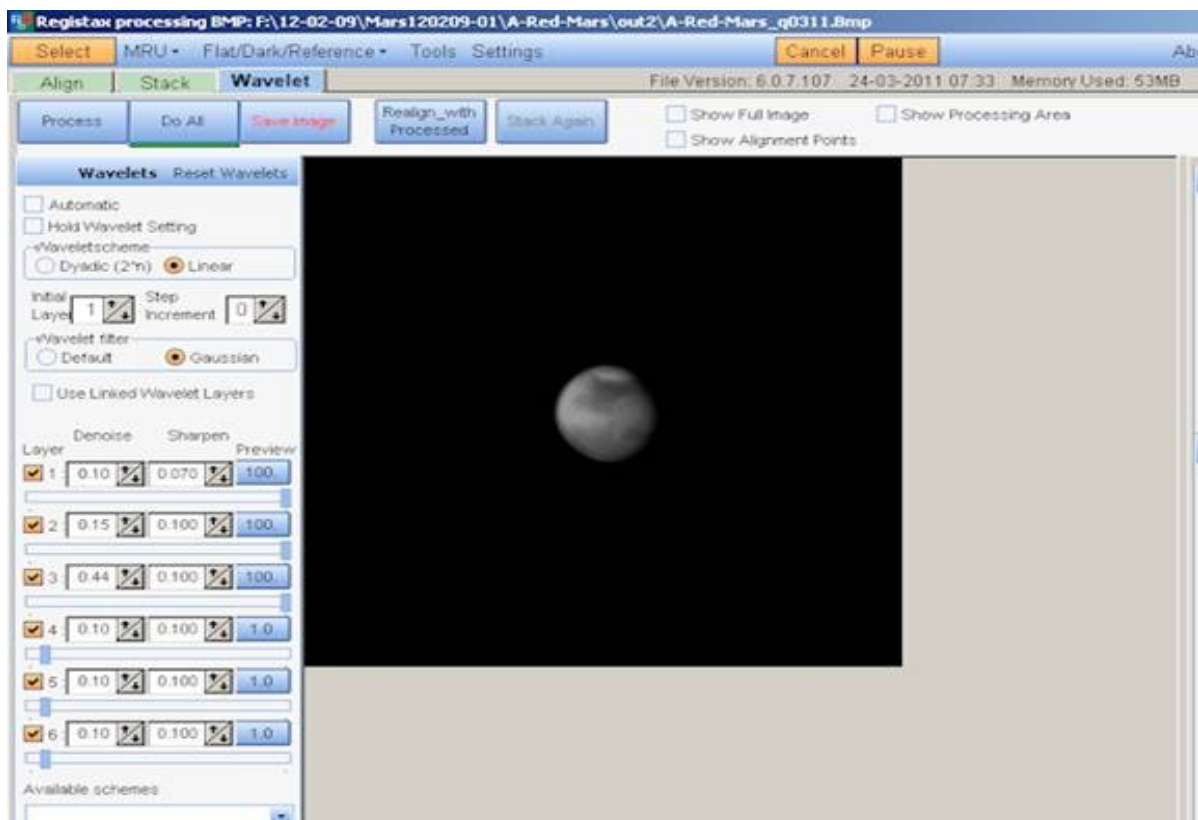 Registax processing BMP: F:\12-02-09\Mars120209-01\A-Red-Mars\out2\A-Red-Mars_q0311.Bmp
Select MRU Flat/Dark/Reference Tools Settings Cancel Pause Ab
Align Stack Wavelet File Version: 6.0.7.107 24-03-2011 07:33 Memory Used: 53MB
Process Do All Save Image Realign_with Processed Stack Again
Show Full Image Show Processing Area
Show Alignment Points
Wavelets Reset Wavelets
Automatic
Hold Wavelet Setting
Waveletscheme
Dyadic (2^n) Linear
Initial Layer 1 Step Increment 0
Wavelet filter
Default Gaussian
Use Linked Wavelet Layers
Denoise Sharpen
Layer Preview
1 : 0.10 0.070 100.
2 : 0.15 0.100 100.
3 : 0.44 0.100 100.
4 : 0.10 0.100 1.0
5 : 0.10 0.100 1.0
6 : 0.10 0.100 1.0
Available schemes